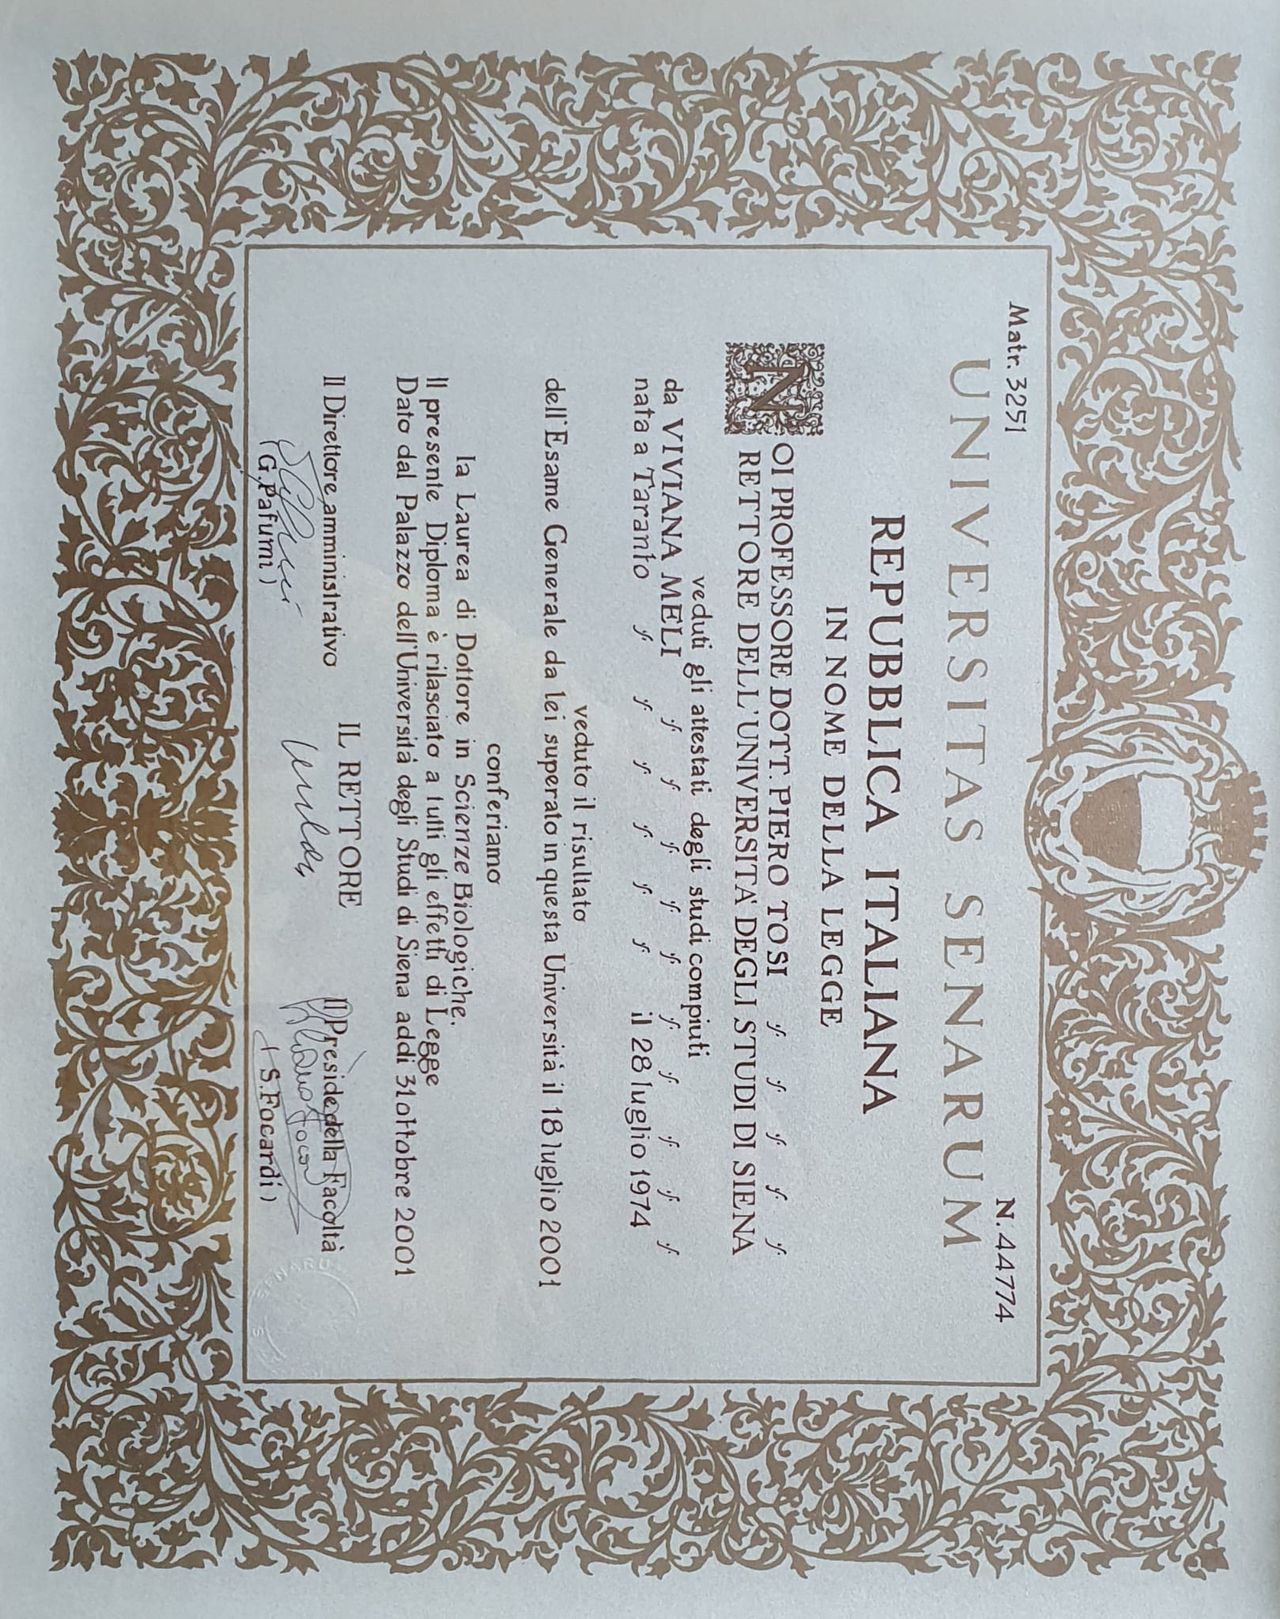 Matr. 3251
N. 44774
UNIVERSITAS SENARUM
REPUBBLICA ITALIANA
IN NOME DELLA LEGGE
NOI PROFESSORE DOTT. PIERO TOSI
RETTORE DELL'UNIVERSITA' DEGLI STUDI DI SIENA
veduti gli attestati degli studi compiuti
da VIVIANA MELI
nata a Taranto il 28 luglio 1974
veduto il risultato
dell'Esame Generale da lei superato in questa Università il 18 luglio 2001
conferiamo
la Laurea di Dottore in Scienze Biologiche.
Il presente Diploma è rilasciato a tutti gli effetti di Legge
Dato dal Palazzo dell'Università degli Studi di Siena addì 31 ottobre 2001
Il Direttore amministrativo IL RETTORE Il Preside della Facoltà
(G. Pafumi) (S. Focardi)